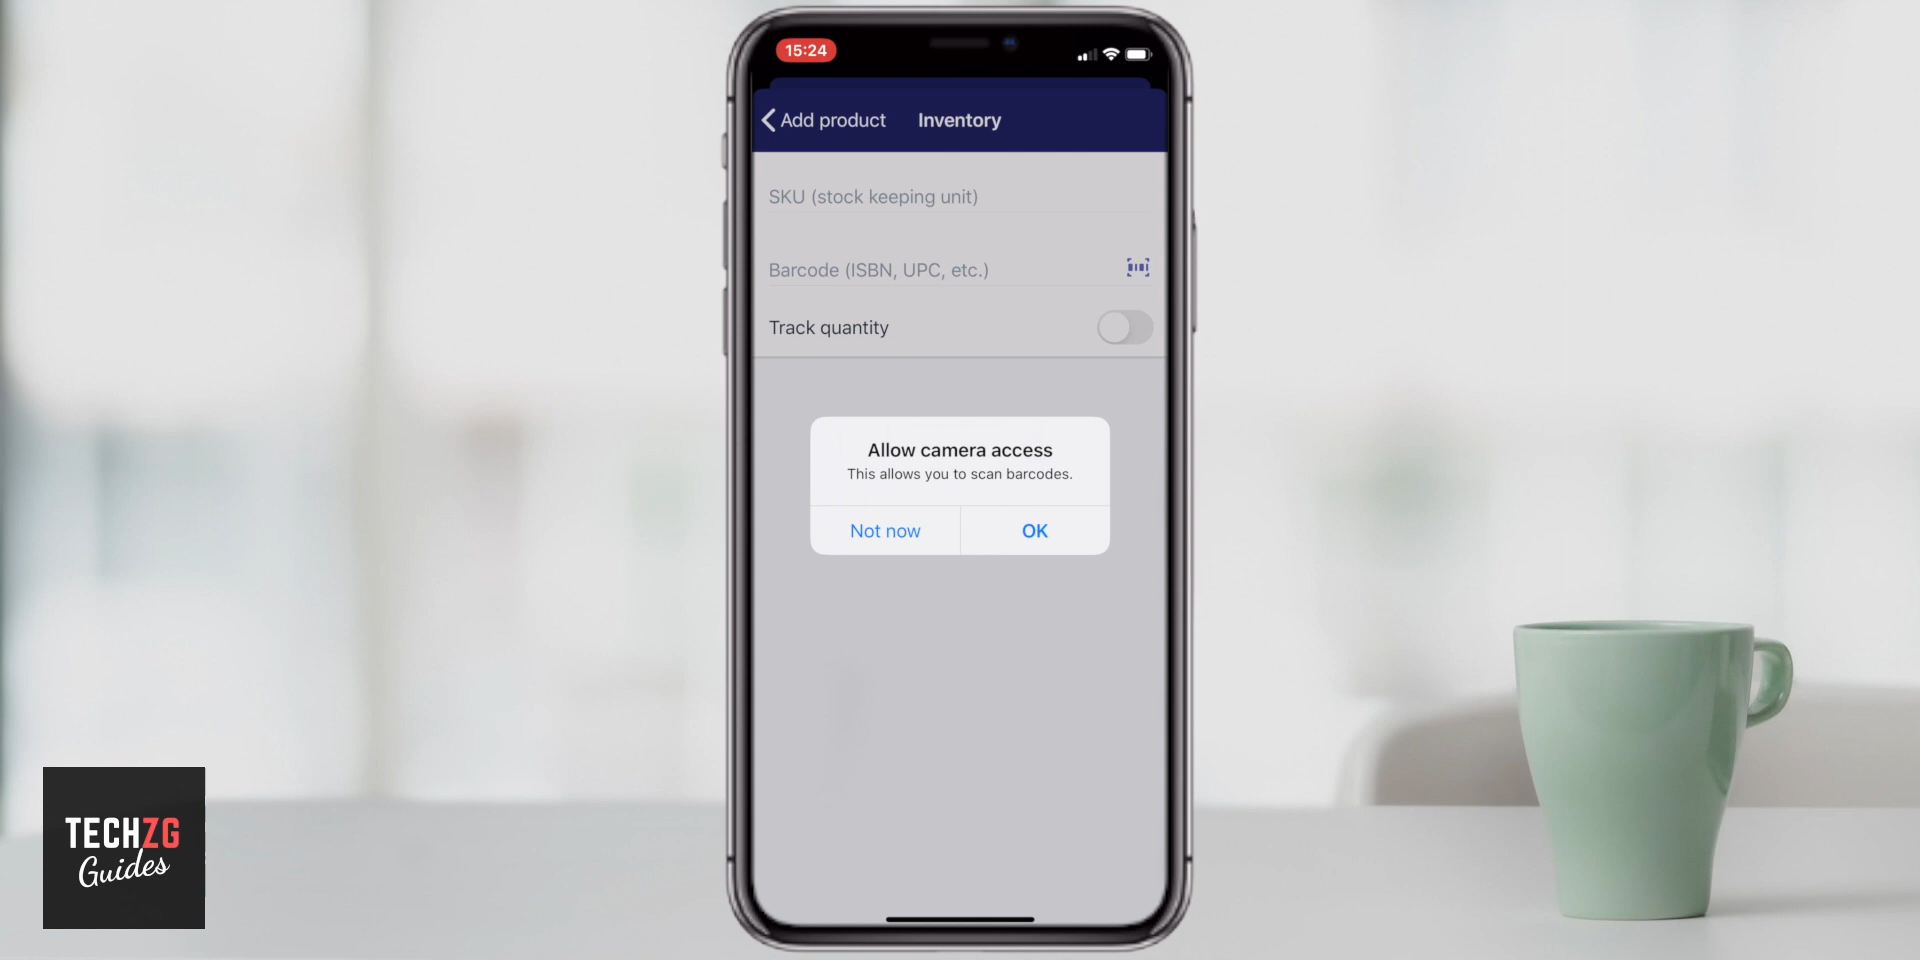 15:24
Add product
Inventory
SKU (stock keeping unit)
Barcode (ISBN, UPC, etc.)
Track quantity
Allow camera access
This allows you to scan barcodes.
Not now
OK
TECHZG
Guides